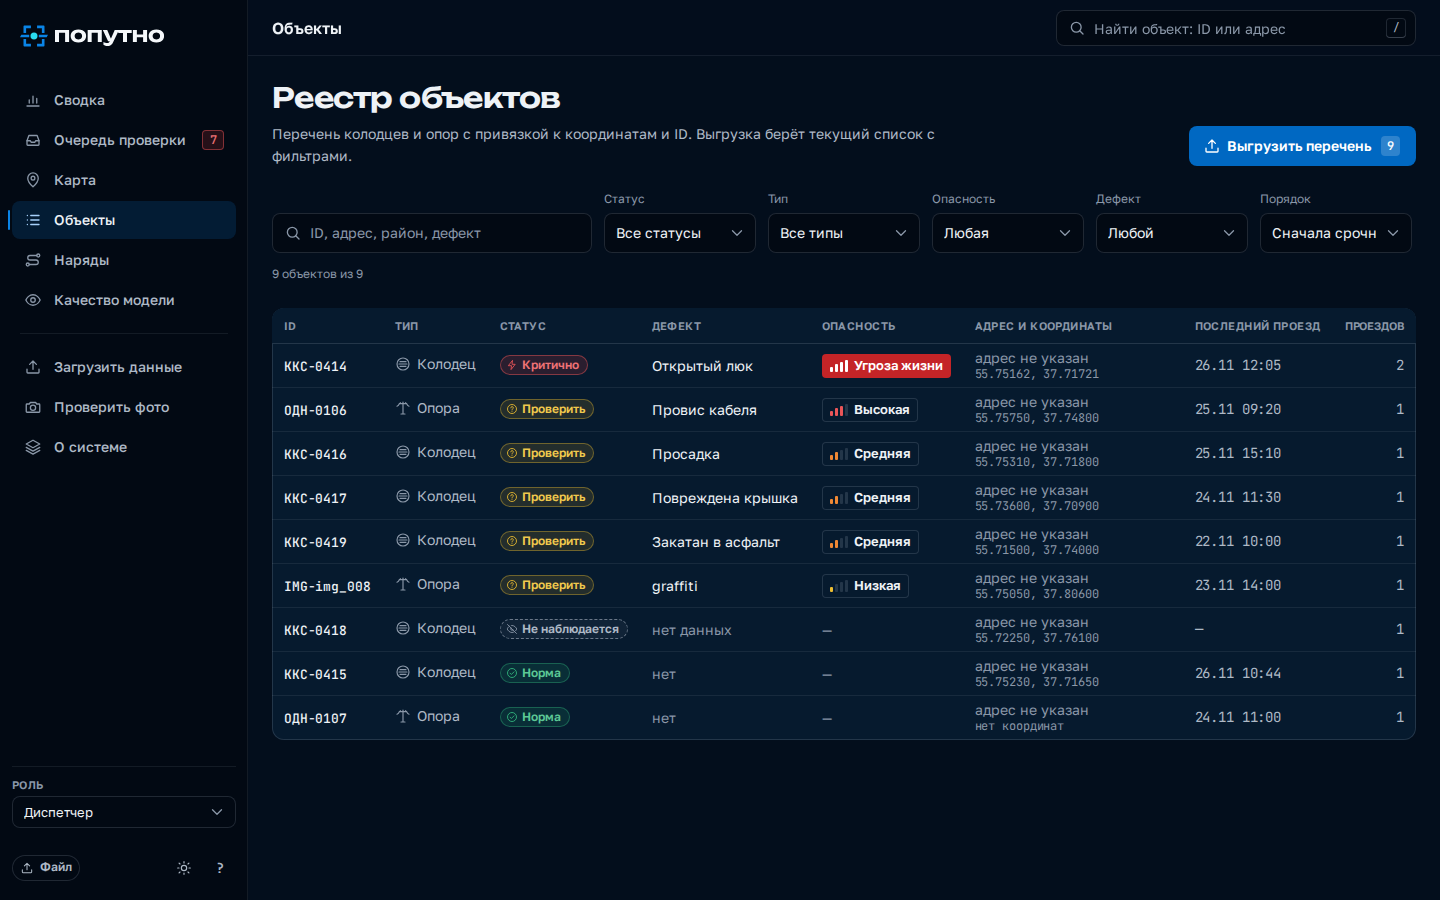 ПОПУТНО
Сводка
Очередь проверки 7
Карта
Объекты
Наряды
Качество модели
Загрузить данные
Проверить фото
О системе
РОЛЬ
Диспетчер
Файл ?
Объекты
Найти объект: ID или адрес /
Реестр объектов
Перечень колодцев и опор с привязкой к координатам и ID. Выгрузка берёт текущий список с
фильтрами.
Выгрузить перечень 9
Статус Тип Опасность Дефект Порядок
ID, адрес, район, дефект Все статусы Все типы Любая Любой Сначала срочн
9 объектов из 9
ID ТИП СТАТУС ДЕФЕКТ ОПАСНОСТЬ АДРЕС И КООРДИНАТЫ ПОСЛЕДНИЙ ПРОЕЗД ПРОЕЗДОВ
ККС-0414 Колодец Критично Открытый люк Угроза жизни адрес не указан 26.11 12:05 2
55.75162, 37.71721
ОДН-0106 Опора Проверить Провис кабеля Высокая адрес не указан 25.11 09:20 1
55.75750, 37.74800
ККС-0416 Колодец Проверить Просадка Средняя адрес не указан 25.11 15:10 1
55.75310, 37.71800
ККС-0417 Колодец Проверить Повреждена крышка Средняя адрес не указан 24.11 11:30 1
55.73600, 37.70900
ККС-0419 Колодец Проверить Закатан в асфальт Средняя адрес не указан 22.11 10:00 1
55.71500, 37.74000
IMG-img_008 Опора Проверить graffiti Низкая адрес не указан 23.11 14:00 1
55.75050, 37.80600
ККС-0418 Колодец Не наблюдается нет данных — адрес не указан — 1
55.72250, 37.76100
ККС-0415 Колодец Норма нет — адрес не указан 26.11 10:44 1
55.75230, 37.71650
ОДН-0107 Опора Норма нет — адрес не указан 24.11 11:00 1
нет координат